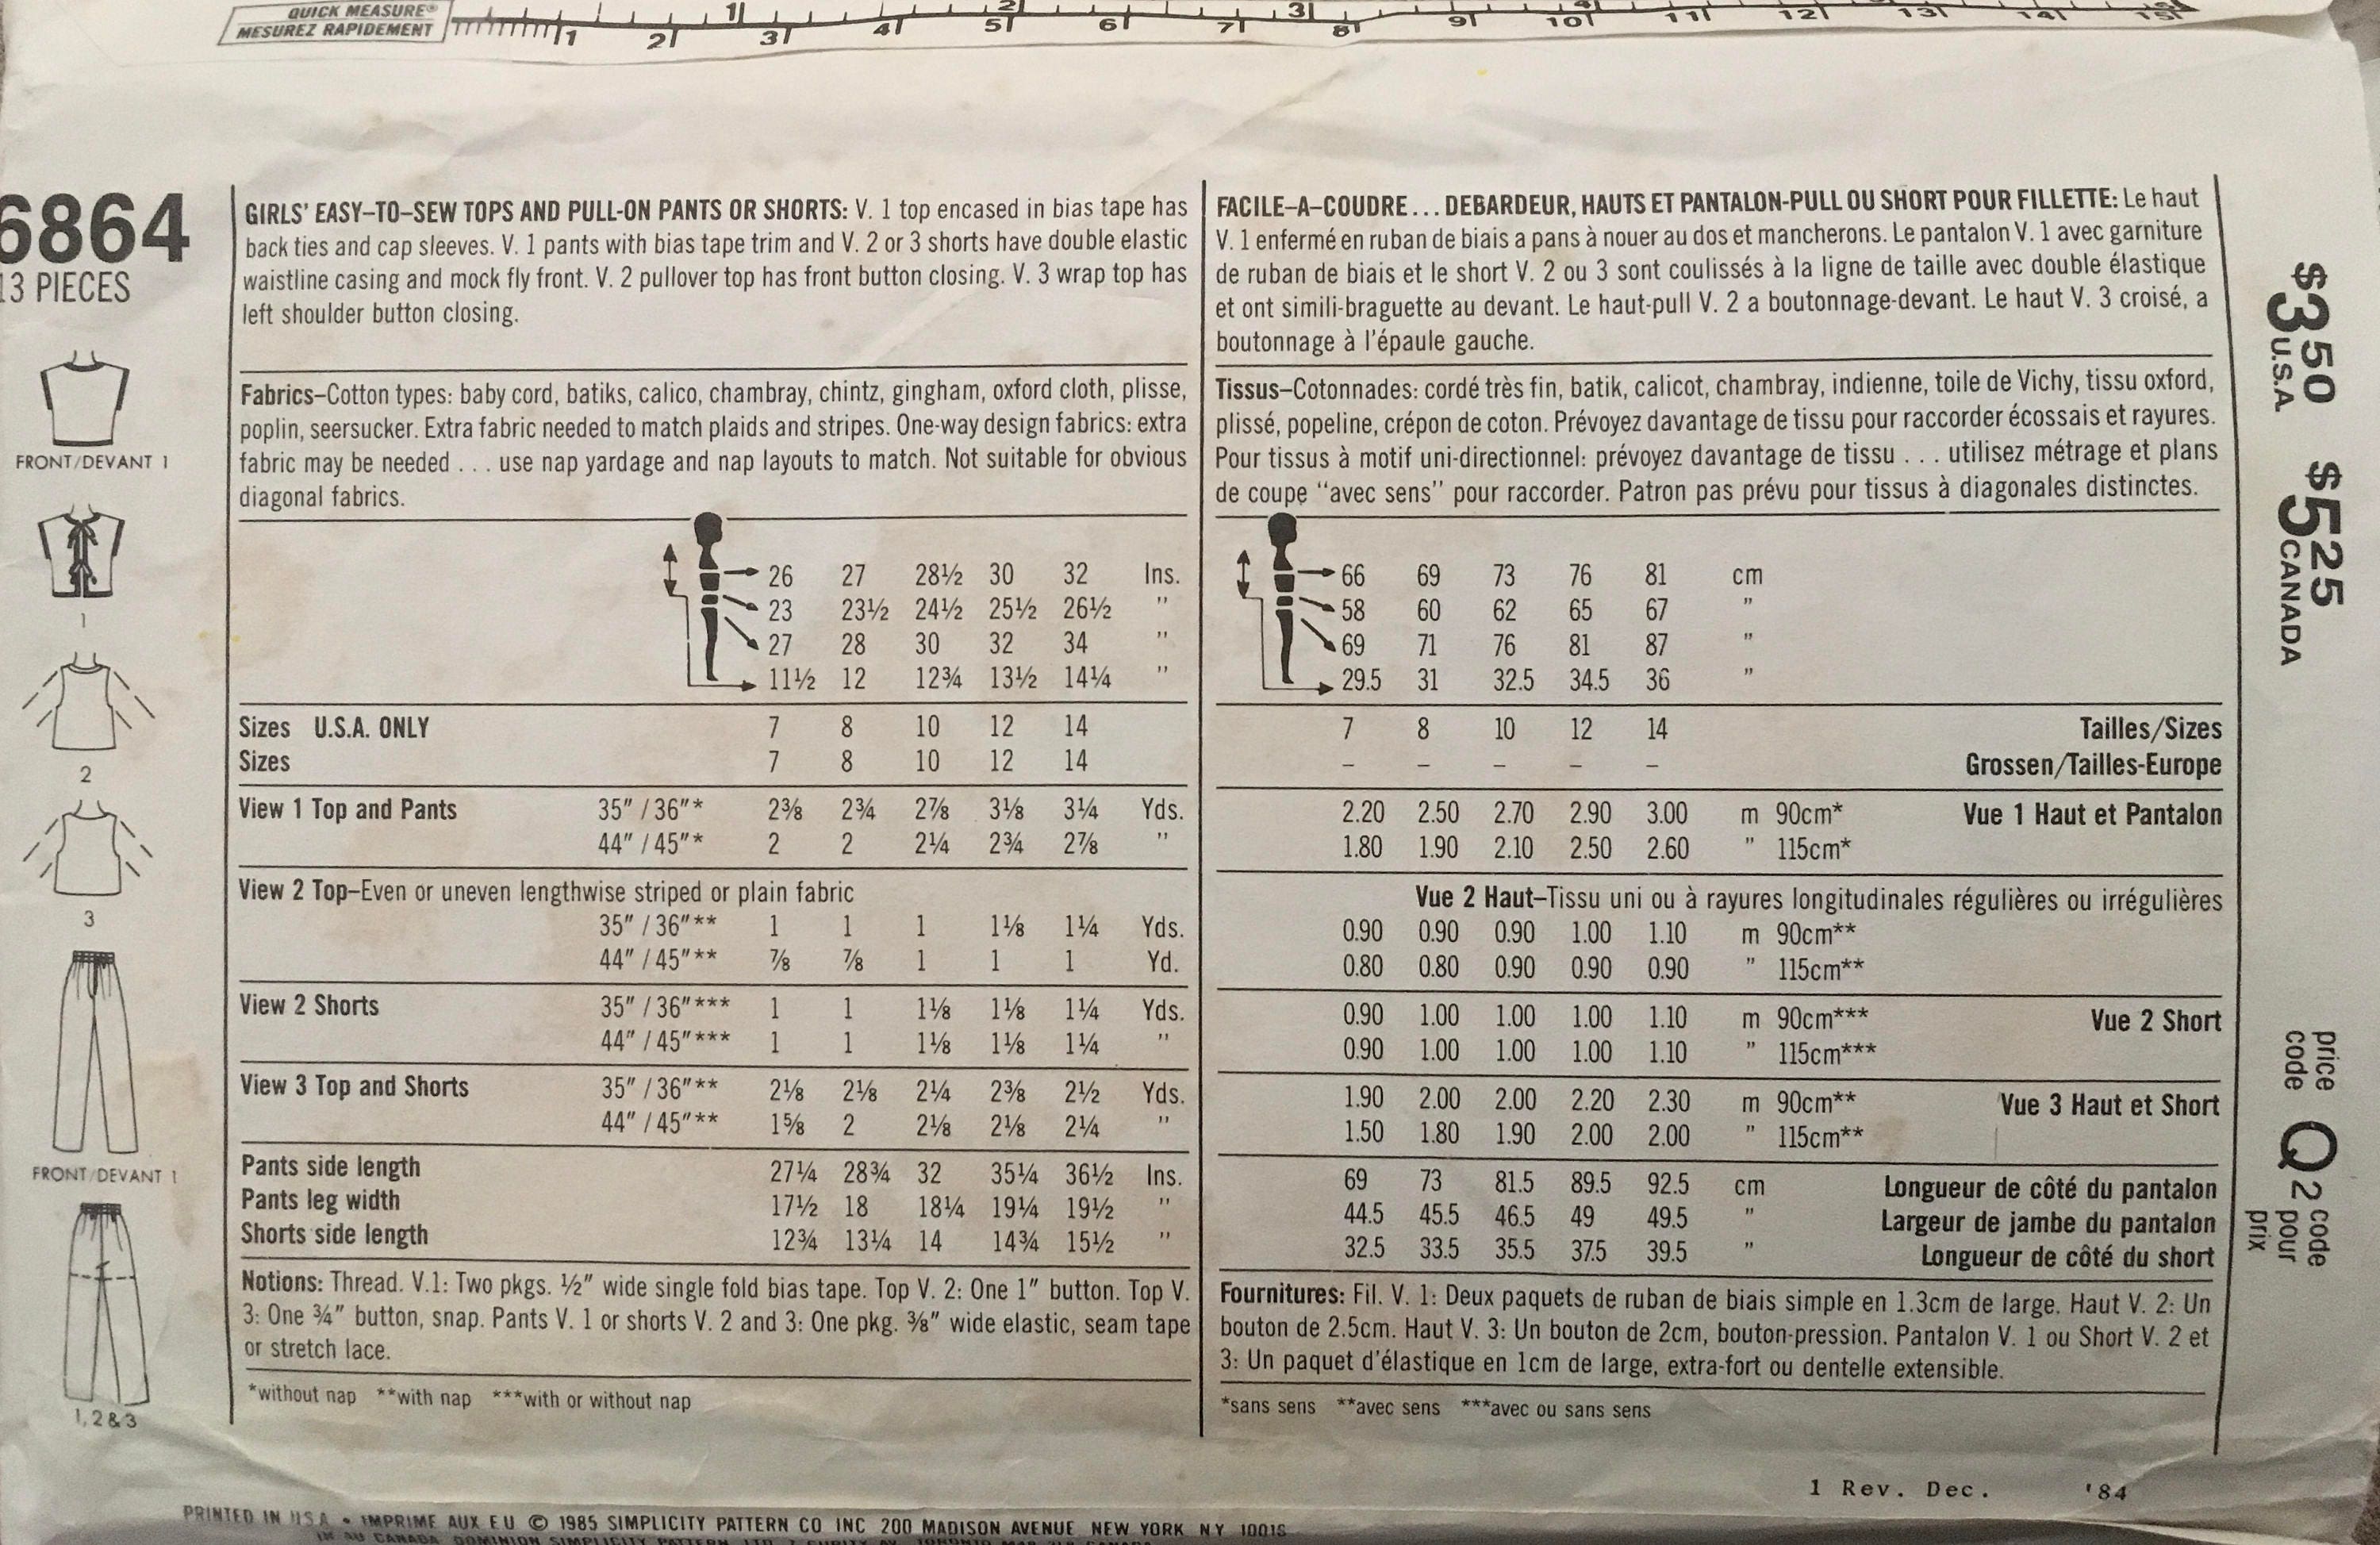 QUICK MEASURE®
MESUREZ RAPIDEMENT
1 2 3
1 2 3 4 5 6 7 8 9 10 11 12 13 14 15
6864
13 PIECES
FRONT/DEVANT 1
1
2
3
FRONT/DEVANT 1
1,2&3
GIRLS' EASY–TO–SEW TOPS AND PULL-ON PANTS OR SHORTS: V. 1 top encased in bias tape has
back ties and cap sleeves. V. 1 pants with bias tape trim and V. 2 or 3 shorts have double elastic
waistline casing and mock fly front. V. 2 pullover top has front button closing. V. 3 wrap top has
left shoulder button closing.
Fabrics–Cotton types: baby cord, batiks, calico, chambray, chintz, gingham, oxford cloth, plisse,
poplin, seersucker. Extra fabric needed to match plaids and stripes. One-way design fabrics: extra
fabric may be needed . . . use nap yardage and nap layouts to match. Not suitable for obvious
diagonal fabrics.
26 27 28½ 30 32 Ins.
23 23½ 24½ 25½ 26½ "
27 28 30 32 34 "
11½ 12 12¾ 13½ 14¼ "
Sizes U.S.A. ONLY 7 8 10 12 14
Sizes 7 8 10 12 14
View 1 Top and Pants 35" / 36"* 2⅜ 2¾ 2⅞ 3⅛ 3¼ Yds.
44" / 45"* 2 2 2¼ 2¾ 2⅞ "
View 2 Top–Even or uneven lengthwise striped or plain fabric
35" / 36"** 1 1 1 1⅛ 1¼ Yds.
44" / 45"** ⅞ ⅞ 1 1 1 Yd.
View 2 Shorts 35" / 36"*** 1 1 1⅛ 1⅛ 1¼ Yds.
44" / 45"*** 1 1 1⅛ 1⅛ 1¼ "
View 3 Top and Shorts 35" / 36"** 2⅛ 2⅛ 2¼ 2⅜ 2½ Yds.
44" / 45"** 1⅝ 2 2⅛ 2⅛ 2¼ "
Pants side length 27¼ 28¾ 32 35¼ 36½ Ins.
Pants leg width 17½ 18 18¼ 19¼ 19½ "
Shorts side length 12¾ 13¼ 14 14¾ 15½ "
Notions: Thread. V.1: Two pkgs. ½" wide single fold bias tape. Top V. 2: One 1" button. Top V.
3: One ¾" button, snap. Pants V. 1 or shorts V. 2 and 3: One pkg. ⅜" wide elastic, seam tape
or stretch lace.
*without nap **with nap ***with or without nap
FACILE–A–COUDRE... DEBARDEUR, HAUTS ET PANTALON-PULL OU SHORT POUR FILLETTE: Le haut
V. 1 enfermé en ruban de biais a pans à nouer au dos et mancherons. Le pantalon V. 1 avec garniture
de ruban de biais et le short V. 2 ou 3 sont coulissés à la ligne de taille avec double élastique
et ont simili-braguette au devant. Le haut-pull V. 2 a boutonnage-devant. Le haut V. 3 croisé, a
boutonnage à l'épaule gauche.
Tissus–Cotonnades: cordé très fin, batik, calicot, chambray, indienne, toile de Vichy, tissu oxford,
plissé, popeline, crépon de coton. Prévoyez davantage de tissu pour raccorder écossais et rayures.
Pour tissus à motif uni-directionnel: prévoyez davantage de tissu . . . utilisez métrage et plans
de coupe "avec sens" pour raccorder. Patron pas prévu pour tissus à diagonales distinctes.
66 69 73 76 81 cm
58 60 62 65 67 "
69 71 76 81 87 "
29.5 31 32.5 34.5 36 "
7 8 10 12 14 Tailles/Sizes
– – – – – Grossen/Tailles-Europe
2.20 2.50 2.70 2.90 3.00 m 90cm* Vue 1 Haut et Pantalon
1.80 1.90 2.10 2.50 2.60 " 115cm*
Vue 2 Haut–Tissu uni ou à rayures longitudinales régulières ou irrégulières
0.90 0.90 0.90 1.00 1.10 m 90cm**
0.80 0.80 0.90 0.90 0.90 " 115cm**
0.90 1.00 1.00 1.00 1.10 m 90cm*** Vue 2 Short
0.90 1.00 1.00 1.00 1.10 " 115cm***
1.90 2.00 2.00 2.20 2.30 m 90cm** Vue 3 Haut et Short
1.50 1.80 1.90 2.00 2.00 " 115cm**
69 73 81.5 89.5 92.5 cm Longueur de côté du pantalon
44.5 45.5 46.5 49 49.5 " Largeur de jambe du pantalon
32.5 33.5 35.5 37.5 39.5 " Longueur de côté du short
Fournitures: Fil. V. 1: Deux paquets de ruban de biais simple en 1.3cm de large. Haut V. 2: Un
bouton de 2.5cm. Haut V. 3: Un bouton de 2cm, bouton-pression. Pantalon V. 1 ou Short V. 2 et
3: Un paquet d'élastique en 1cm de large, extra-fort ou dentelle extensible.
*sans sens **avec sens ***avec ou sans sens
$350 U.S.A $525 CANADA
price code Q2 code pour prix
1 Rev. Dec. '84
PRINTED IN U.S.A. • IMPRIME AUX E.U © 1985 SIMPLICITY PATTERN CO INC 200 MADISON AVENUE NEW YORK N Y 10016
CANADA DOMINION SIMPLICITY PATTERN